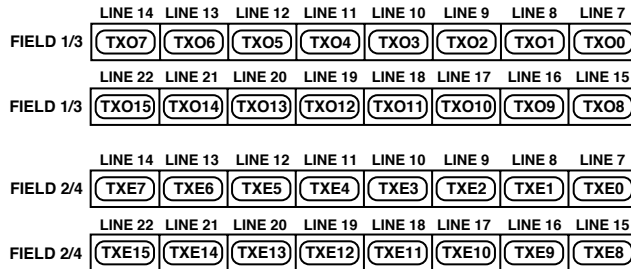 LINE 14 LINE 13 LINE 12 LINE 11 LINE 10 LINE 9 LINE 8 LINE 7
FIELD 1/3 TXO7 TXO6 TXO5 TXO4 TXO3 TXO2 TXO1 TXO0
LINE 22 LINE 21 LINE 20 LINE 19 LINE 18 LINE 17 LINE 16 LINE 15
FIELD 1/3 TXO15 TXO14 TXO13 TXO12 TXO11 TXO10 TXO9 TXO8
LINE 14 LINE 13 LINE 12 LINE 11 LINE 10 LINE 9 LINE 8 LINE 7
FIELD 2/4 TXE7 TXE6 TXE5 TXE4 TXE3 TXE2 TXE1 TXE0
LINE 22 LINE 21 LINE 20 LINE 19 LINE 18 LINE 17 LINE 16 LINE 15
FIELD 2/4 TXE15 TXE14 TXE13 TXE12 TXE11 TXE10 TXE9 TXE8